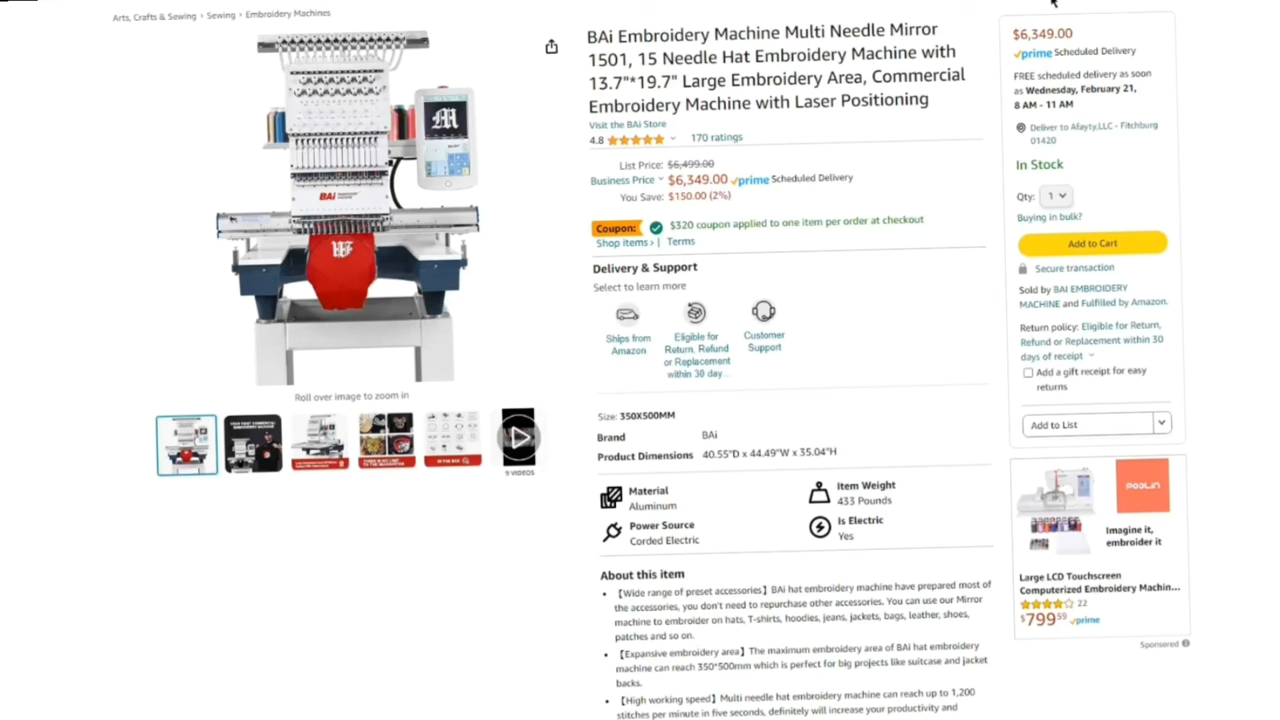 Arts, Crafts & Sewing › Sewing › Embroidery Machines
BAi
Roll over image to zoom in
9 VIDEOS
BAi Embroidery Machine Multi Needle Mirror
1501, 15 Needle Hat Embroidery Machine with
13.7"*19.7" Large Embroidery Area, Commercial
Embroidery Machine with Laser Positioning
Visit the BAi Store
4.8 170 ratings
List Price: $6,499.00
Business Price $6,349.00 prime Scheduled Delivery
You Save: $150.00 (2%)
Coupon: $320 coupon applied to one item per order at checkout
Shop items › | Terms
Delivery & Support
Select to learn more
Ships from
Amazon
Eligible for
Return, Refund
or Replacement
within 30 day...
Customer
Support
Size: 350X500MM
Brand BAi
Product Dimensions 40.55"D x 44.49"W x 35.04"H
Material
Aluminum
Item Weight
433 Pounds
Power Source
Corded Electric
Is Electric
Yes
About this item
• 【Wide range of preset accessories】BAi hat embroidery machine have prepared most of
the accessories, you don't need to repurchase other accessories. You can use our Mirror
machine to embroider on hats, T-shirts, hoodies, jeans, jackets, bags, leather, shoes,
patches and so on.
• 【Expansive embroidery area】The maximum embroidery area of BAi hat embroidery
machine can reach 350*500mm which is perfect for big projects like suitcase and jacket
backs.
• 【High working speed】Multi needle hat embroidery machine can reach up to 1,200
stitches per minute in five seconds, definitely will increase your productivity and
$6,349.00
prime Scheduled Delivery
FREE scheduled delivery as soon
as Wednesday, February 21,
8 AM - 11 AM
Deliver to Afayty,LLC - Fitchburg
01420
In Stock
Qty: 1
Buying in bulk?
Add to Cart
Secure transaction
Sold by BAI EMBROIDERY
MACHINE and Fulfilled by Amazon.
Return policy: Eligible for Return,
Refund or Replacement within 30
days of receipt
Add a gift receipt for easy
returns
Add to List
POOLIN
Imagine it,
embroider it
Large LCD Touchscreen
Computerized Embroidery Machin...
22
$799.59 prime
Sponsored